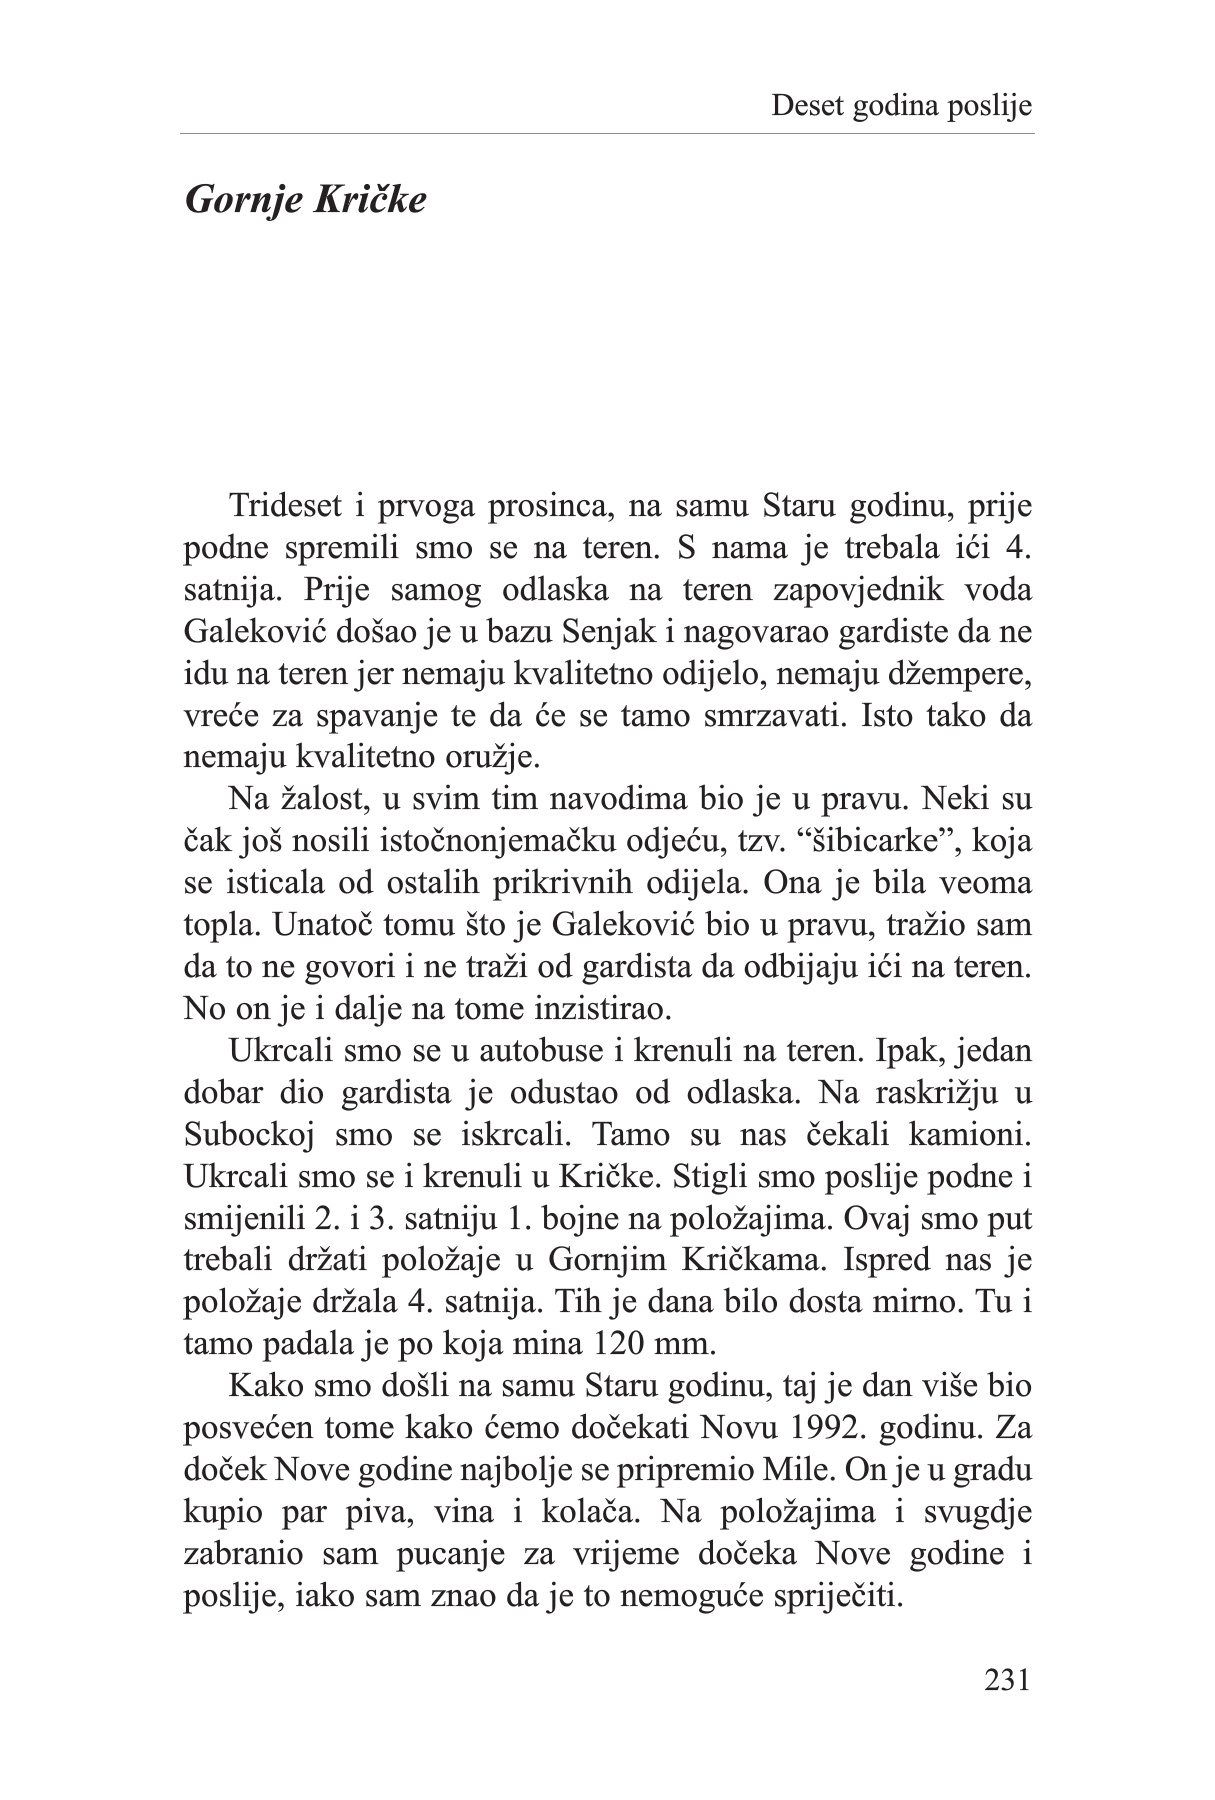 Deset godina poslije
Gornje Kričke
Trideset i prvoga prosinca, na samu Staru godinu, prije
podne spremili smo se na teren. S nama je trebala ići 4.
satnija. Prije samog odlaska na teren zapovjednik voda
Galeković došao je u bazu Senjak i nagovarao gardiste da ne
idu na teren jer nemaju kvalitetno odijelo, nemaju džempere,
vreće za spavanje te da će se tamo smrzavati. Isto tako da
nemaju kvalitetno oružje.
Na žalost, u svim tim navodima bio je u pravu. Neki su
čak još nosili istočnonjemačku odjeću, tzv. “šibicarke”, koja
se isticala od ostalih prikrivnih odijela. Ona je bila veoma
topla. Unatoč tomu što je Galeković bio u pravu, tražio sam
da to ne govori i ne traži od gardista da odbijaju ići na teren.
No on je i dalje na tome inzistirao.
Ukrcali smo se u autobuse i krenuli na teren. Ipak, jedan
dobar dio gardista je odustao od odlaska. Na raskrižju u
Subockoj smo se iskrcali. Tamo su nas čekali kamioni.
Ukrcali smo se i krenuli u Kričke. Stigli smo poslije podne i
smijenili 2. i 3. satniju 1. bojne na položajima. Ovaj smo put
trebali držati položaje u Gornjim Kričkama. Ispred nas je
položaje držala 4. satnija. Tih je dana bilo dosta mirno. Tu i
tamo padala je po koja mina 120 mm.
Kako smo došli na samu Staru godinu, taj je dan više bio
posvećen tome kako ćemo dočekati Novu 1992. godinu. Za
doček Nove godine najbolje se pripremio Mile. On je u gradu
kupio par piva, vina i kolača. Na položajima i svugdje
zabranio sam pucanje za vrijeme dočeka Nove godine i
poslije, iako sam znao da je to nemoguće spriječiti.
231